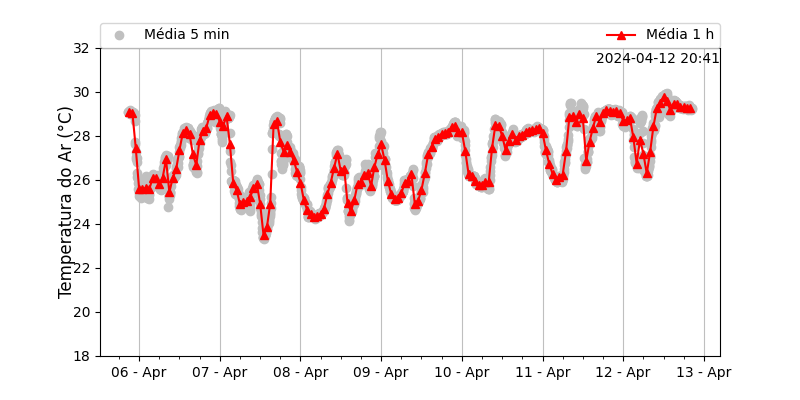 Média 5 min
Média 1 h
2024-04-12 20:41
Temperatura do Ar (°C)
32
30
28
26
24
22
20
18
06 - Apr
07 - Apr
08 - Apr
09 - Apr
10 - Apr
11 - Apr
12 - Apr
13 - Apr